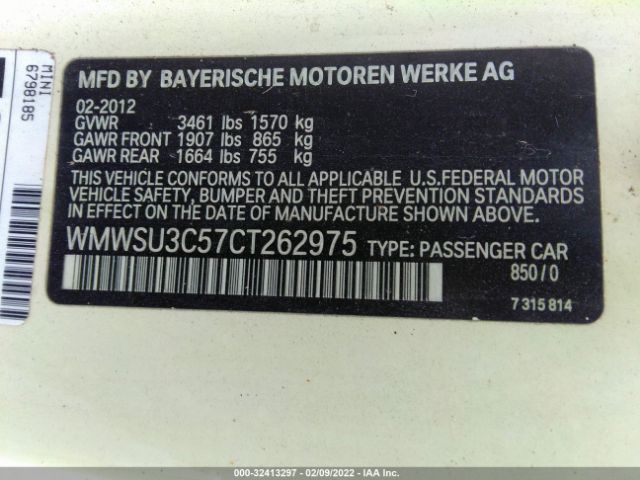 MINI
6798185
MFD BY BAYERISCHE MOTOREN WERKE AG
02-2012
GVWR 3461 lbs 1570 kg
GAWR FRONT 1907 lbs 865 kg
GAWR REAR 1664 lbs 755 kg
THIS VEHICLE CONFORMS TO ALL APPLICABLE U.S.FEDERAL MOTOR
VEHICLE SAFETY, BUMPER AND THEFT PREVENTION STANDARDS
IN EFFECT ON THE DATE OF MANUFACTURE SHOWN ABOVE.
WMWSU3C57CT262975 TYPE: PASSENGER CAR
850/0
7 315 814
000-32413297 - 02/09/2022 - IAA Inc.